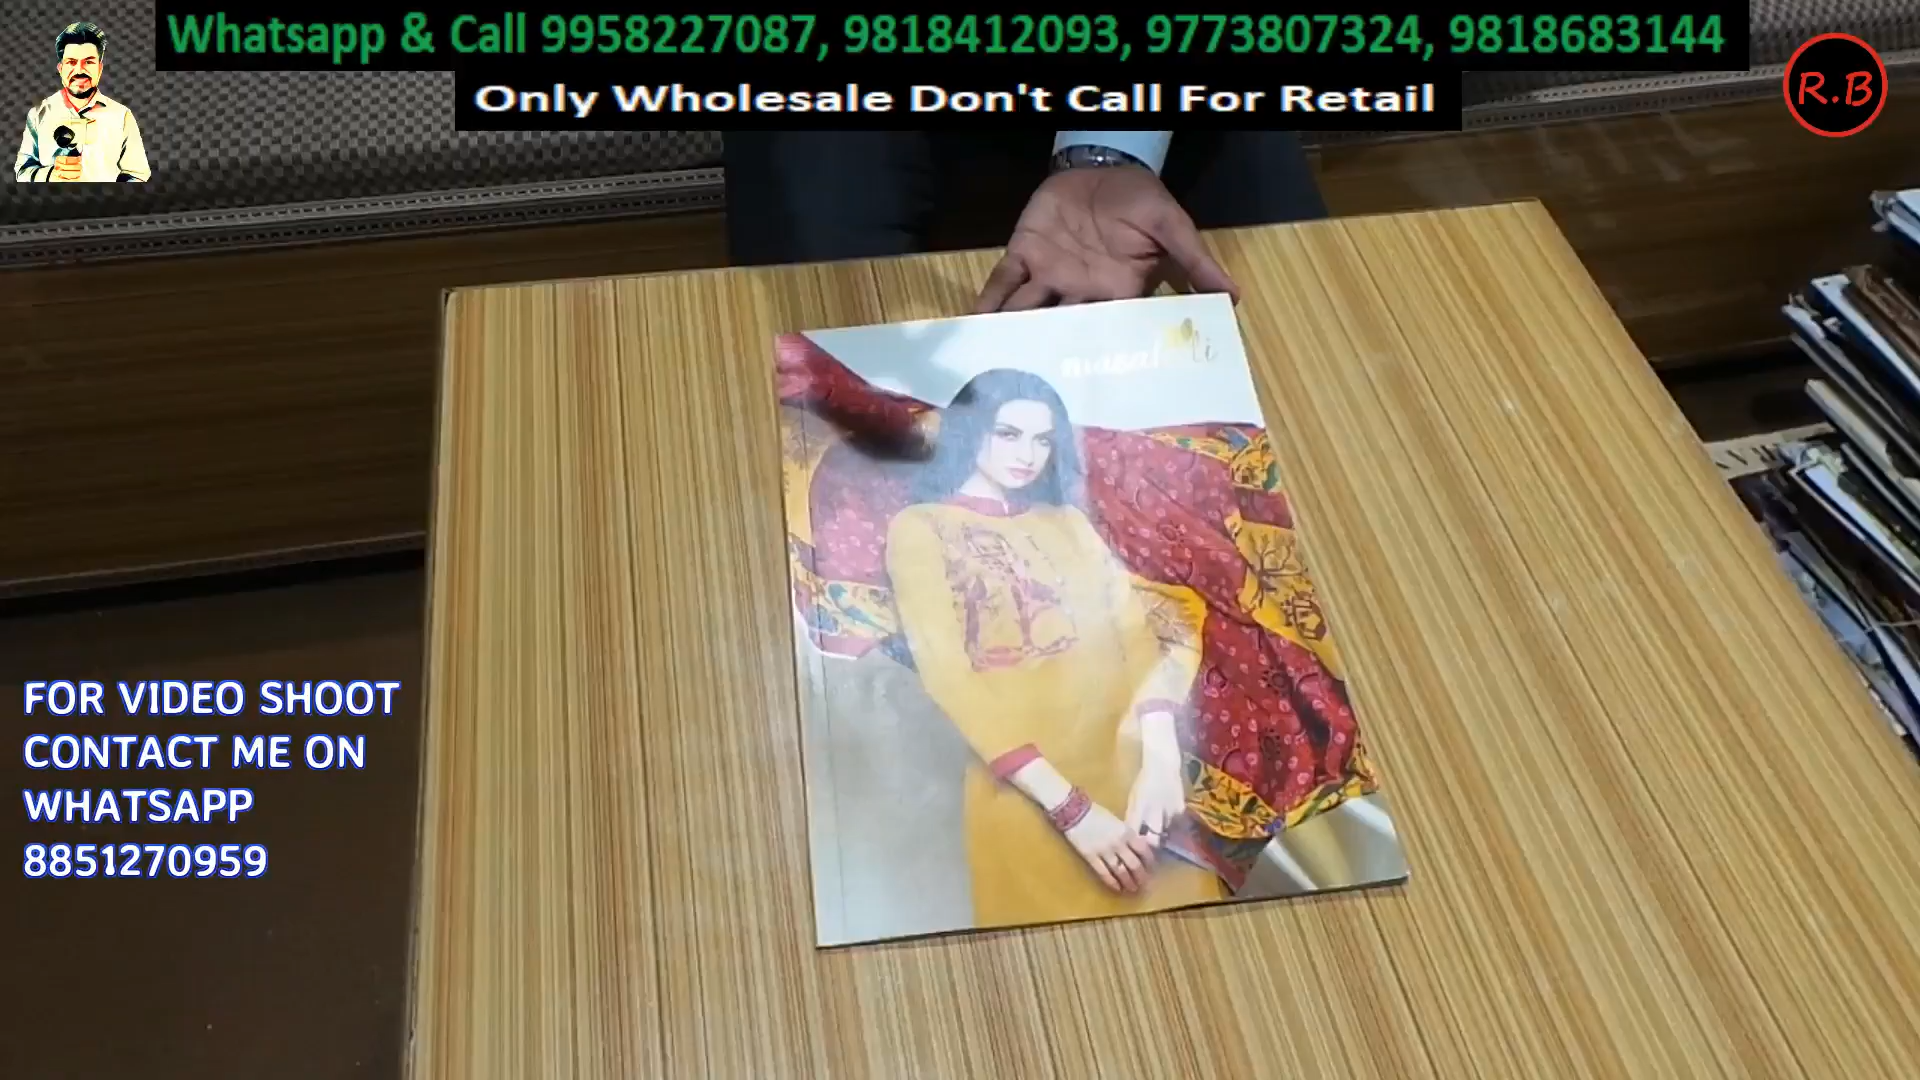 Whatsapp & Call 9958227087, 9818412093, 9773807324, 9818683144
Only Wholesale Don't Call For Retail
R.B
FOR VIDEO SHOOT
CONTACT ME ON
WHATSAPP
8851270959